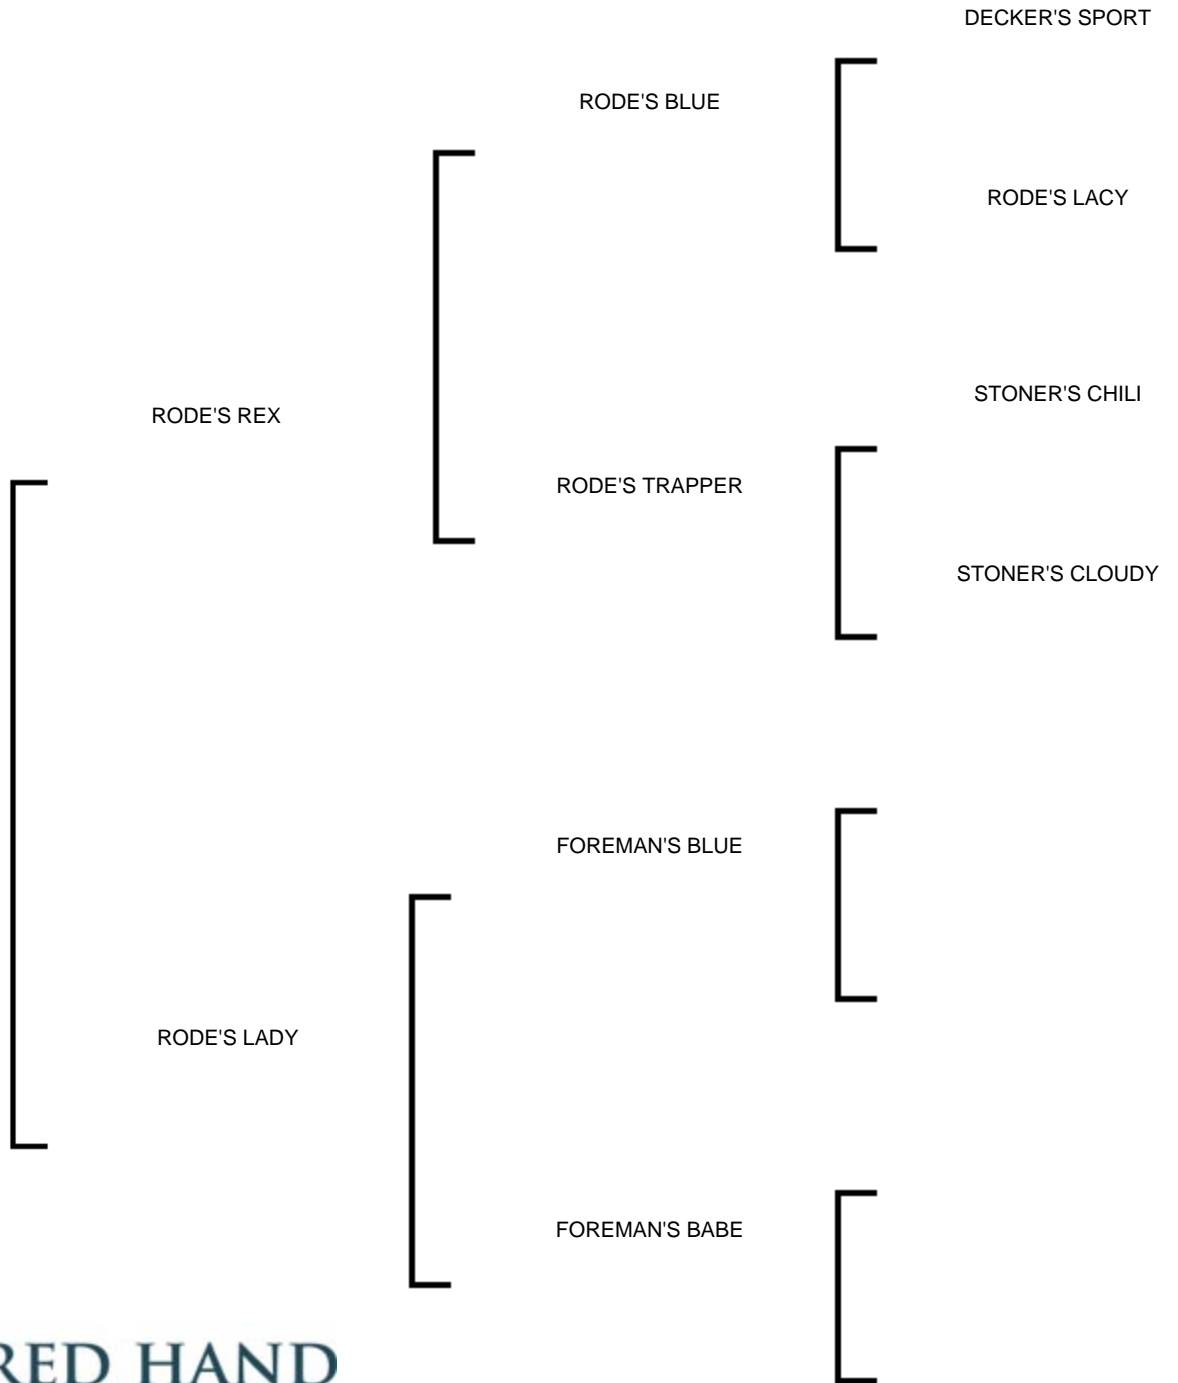 DECKER'S SPORT
RODE'S BLUE
RODE'S LACY
STONER'S CHILI
RODE'S REX
RODE'S TRAPPER
STONER'S CLOUDY
FOREMAN'S BLUE
RODE'S LADY
FOREMAN'S BABE
RED HAND